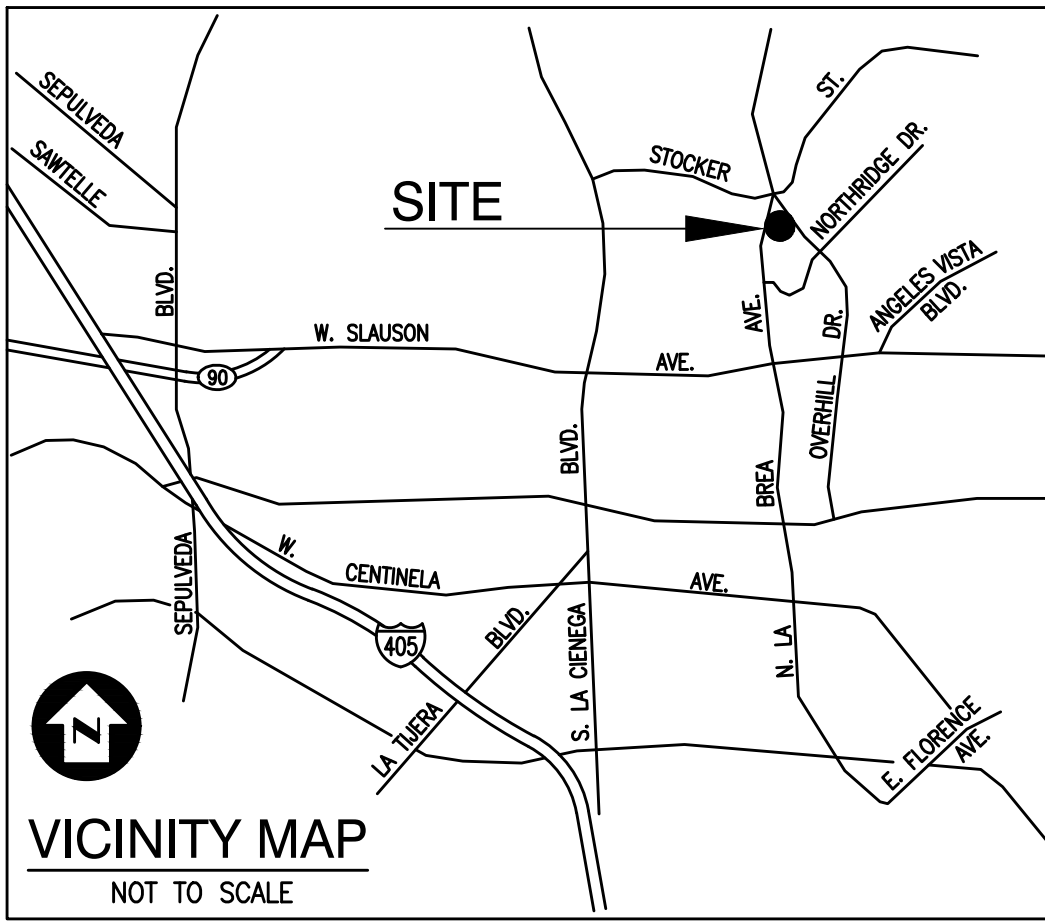 SEPULVEDA
SAWTELLE
BLVD.
STOCKER
ST.
NORTHRIDGE DR.
SITE
ANGELES VISTA
BLVD.
AVE.
DR.
W. SLAUSON
AVE.
90
OVERHILL
BLVD.
BREA
SEPULVEDA
W.
CENTINELA
AVE.
405
BLVD.
S. LA CIENEGA
N. LA
LA TIJERA
E. FLORENCE
AVE.
N
VICINITY MAP
NOT TO SCALE